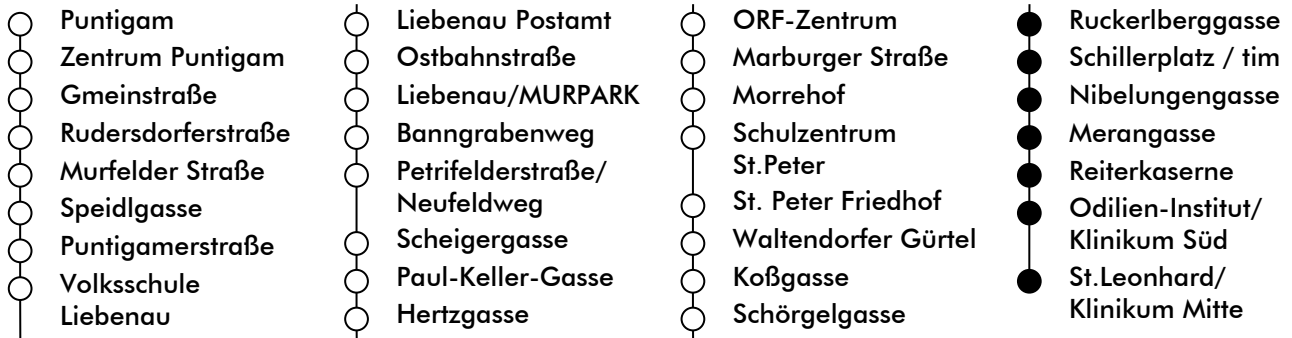 Puntigam
Zentrum Puntigam
Gmeinstraße
Rudersdorferstraße
Murfelder Straße
Speidlgasse
Puntigamerstraße
Volksschule
Liebenau
Liebenau Postamt
Ostbahnstraße
Liebenau/MURPARK
Banngrabenweg
Petrifelderstraße/
Neufeldweg
Scheigergasse
Paul-Keller-Gasse
Hertzgasse
ORF-Zentrum
Marburger Straße
Morrehof
Schulzentrum
St.Peter
St. Peter Friedhof
Waltendorfer Gürtel
Koßgasse
Schörgelgasse
Ruckerlberggasse
Schillerplatz / tim
Nibelungengasse
Merangasse
Reiterkaserne
Odilien-Institut/
Klinikum Süd
St.Leonhard/
Klinikum Mitte